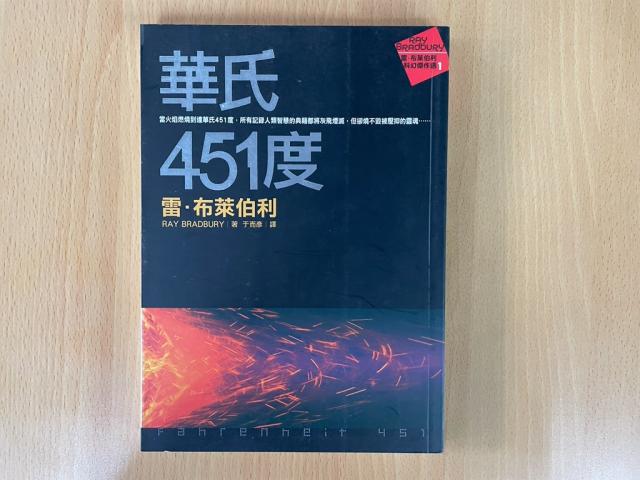 RAY
BRADBURY
雷·布萊伯利
科幻傑作選1
華氏
當火焰燃燒到達華氏451度，所有記錄人類智慧的典籍都將灰飛煙滅，但卻燒不毀被壓抑的靈魂……
451度
雷·布萊伯利
RAY BRADBURY｜著 于而彥｜譯
Fahrenheit 451